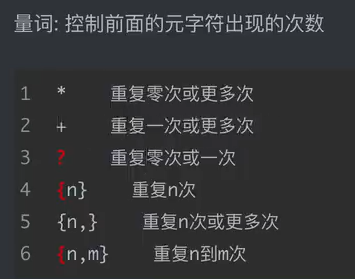 量词: 控制前面的元字符出现的次数
1 * 重复零次或更多次
2 + 重复一次或更多次
3 ? 重复零次或一次
4 {n} 重复n次
5 {n,} 重复n次或更多次
6 {n,m} 重复n到m次